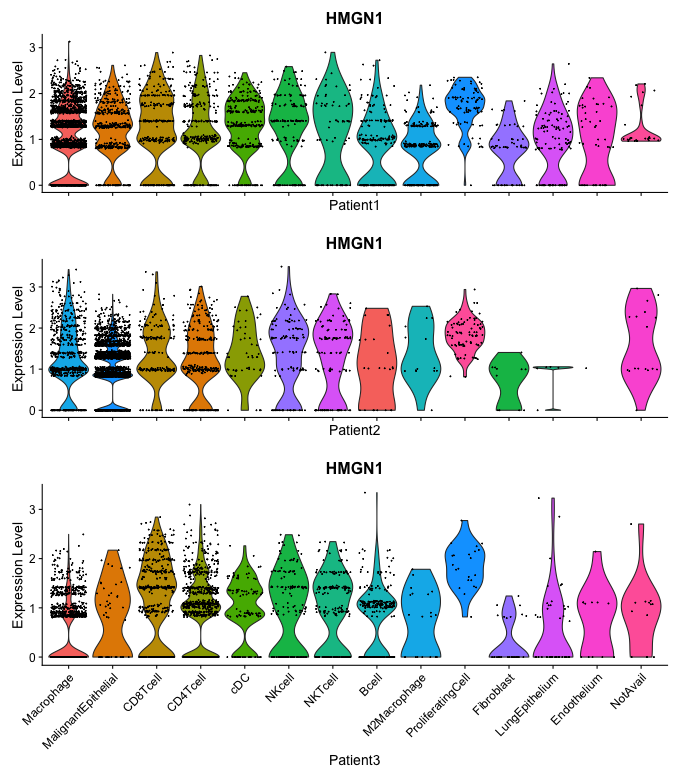 HMGN1
Expression Level
3
2
1
0
Patient1
HMGN1
Expression Level
3
2
1
0
Patient2
HMGN1
Expression Level
3
2
1
0
Macrophage
MalignantEpithelial
CD8Tcell
CD4Tcell
cDC
NKcell
NKTcell
Bcell
M2Macrophage
ProliferatingCell
Fibroblast
LungEpithelium
Endothelium
NotAvail
Patient3